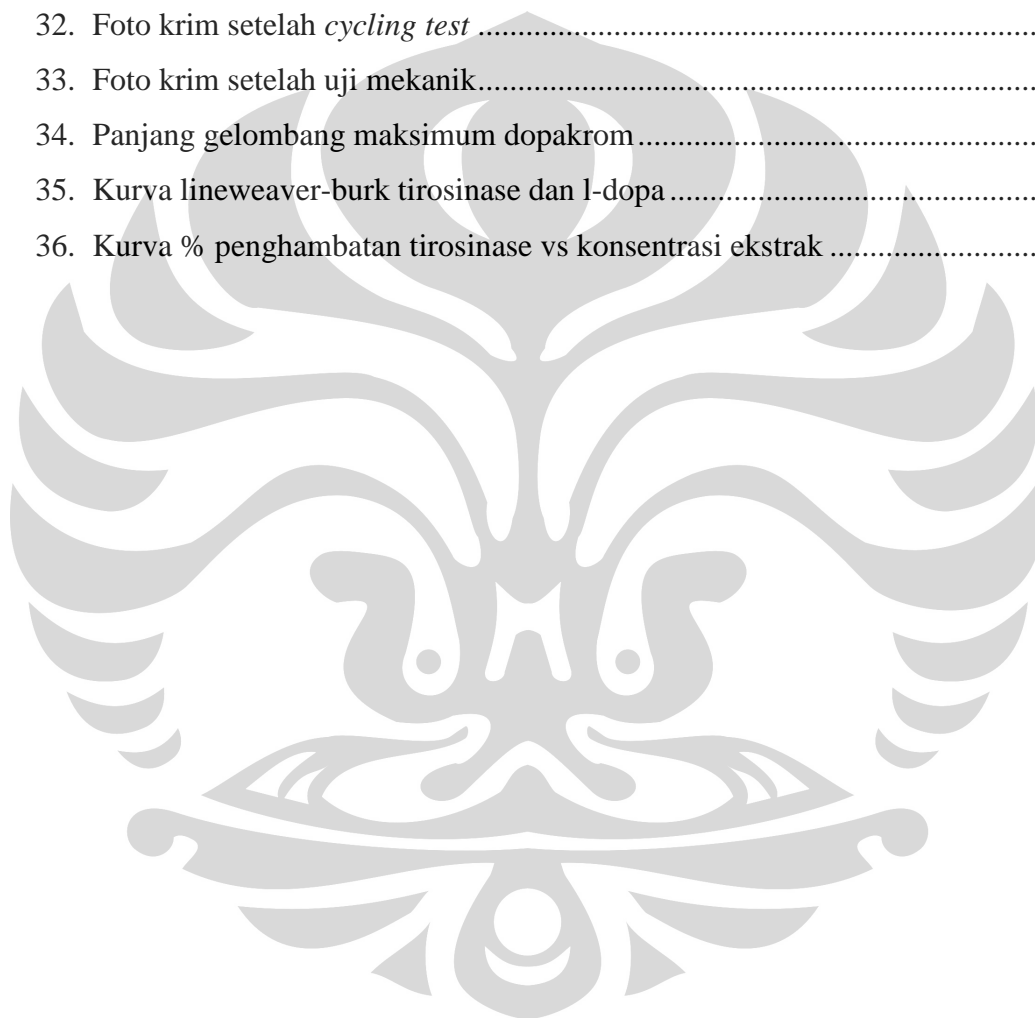 32. Foto krim setelah cycling test ........................................................................
33. Foto krim setelah uji mekanik........................................................................
34. Panjang gelombang maksimum dopakrom ..................................................
35. Kurva lineweaver-burk tirosinase dan l-dopa ..............................................
36. Kurva % penghambatan tirosinase vs konsentrasi ekstrak ..........................